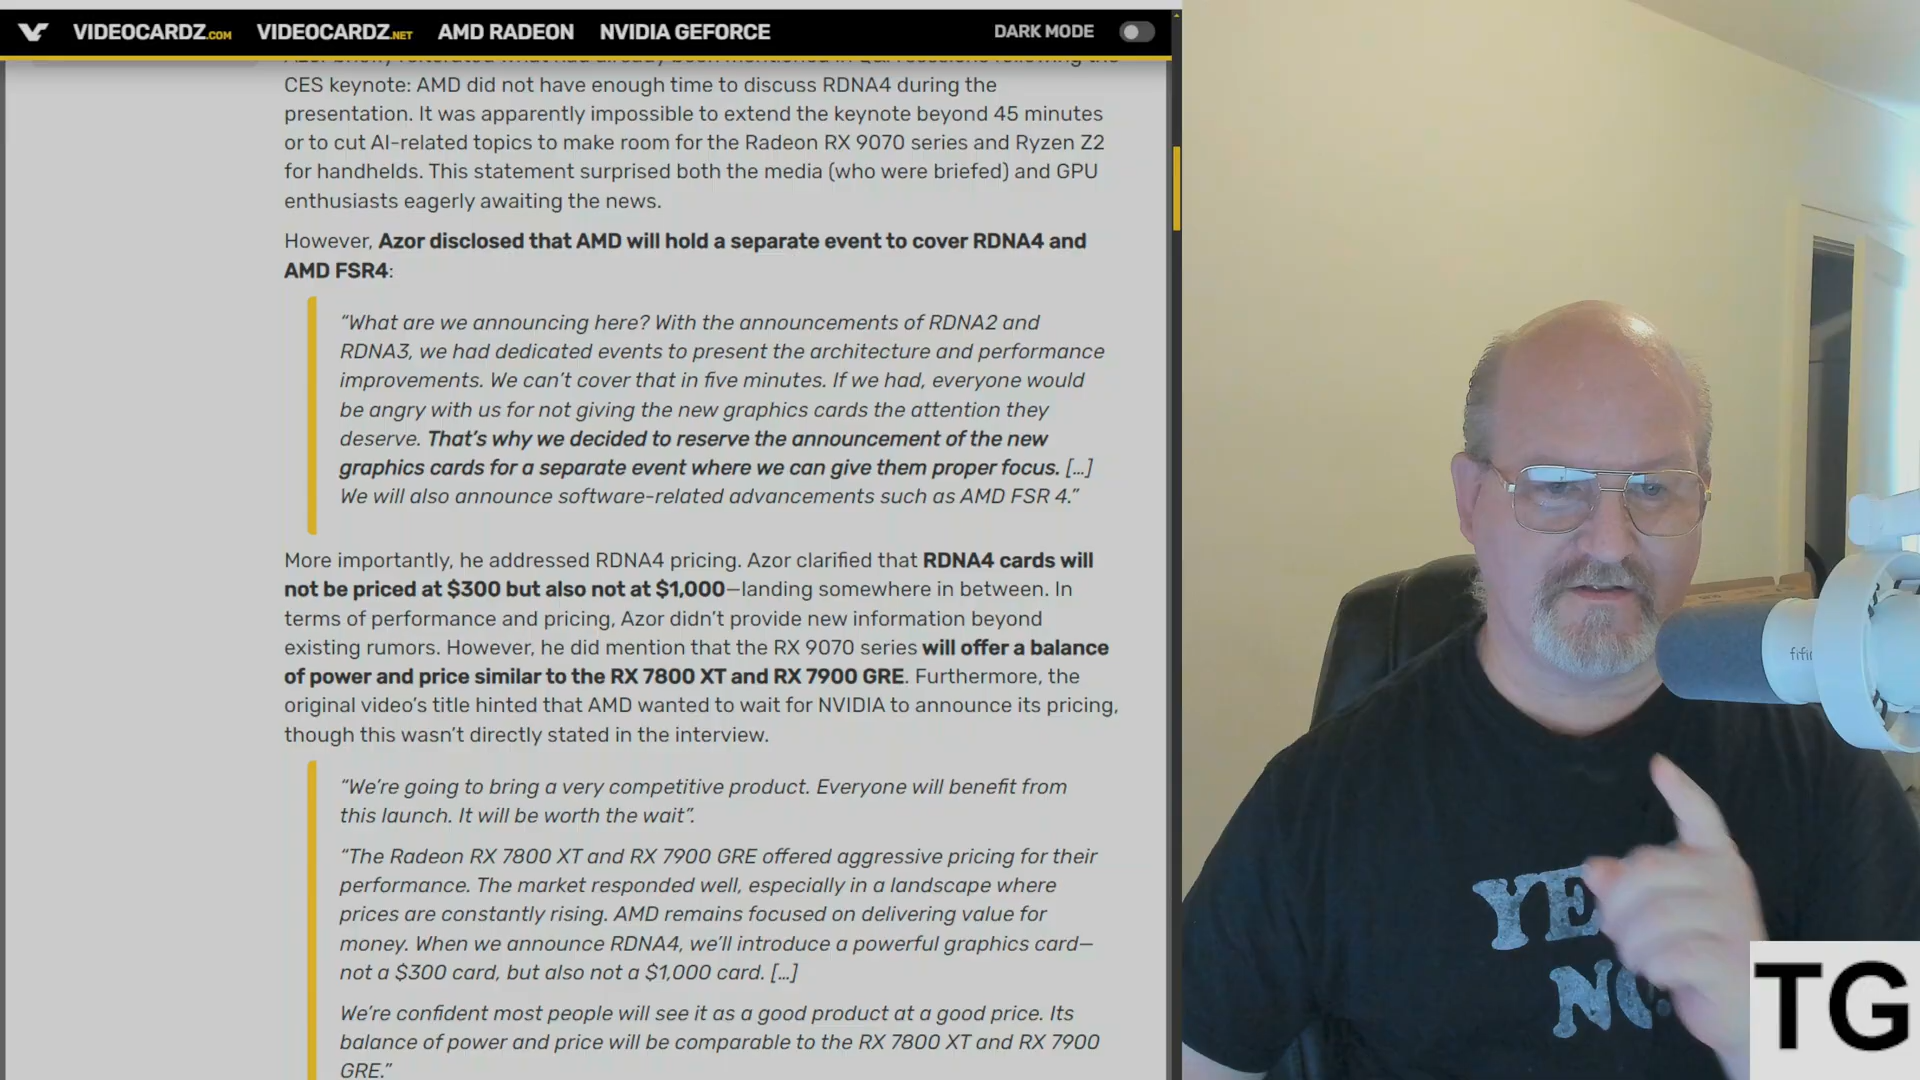 VIDEOCARDZ.COM VIDEOCARDZ.NET AMD RADEON NVIDIA GEFORCE DARK MODE
Azor briefly reiterated what had already been mentioned in Q&A sessions following the
CES keynote: AMD did not have enough time to discuss RDNA4 during the
presentation. It was apparently impossible to extend the keynote beyond 45 minutes
or to cut AI-related topics to make room for the Radeon RX 9070 series and Ryzen Z2
for handhelds. This statement surprised both the media (who were briefed) and GPU
enthusiasts eagerly awaiting the news.
However, Azor disclosed that AMD will hold a separate event to cover RDNA4 and
AMD FSR4:
“What are we announcing here? With the announcements of RDNA2 and
RDNA3, we had dedicated events to present the architecture and performance
improvements. We can’t cover that in five minutes. If we had, everyone would
be angry with us for not giving the new graphics cards the attention they
deserve. That’s why we decided to reserve the announcement of the new
graphics cards for a separate event where we can give them proper focus. […]
We will also announce software-related advancements such as AMD FSR 4.”
More importantly, he addressed RDNA4 pricing. Azor clarified that RDNA4 cards will
not be priced at $300 but also not at $1,000—landing somewhere in between. In
terms of performance and pricing, Azor didn’t provide new information beyond
existing rumors. However, he did mention that the RX 9070 series will offer a balance
of power and price similar to the RX 7800 XT and RX 7900 GRE. Furthermore, the
original video’s title hinted that AMD wanted to wait for NVIDIA to announce its pricing,
though this wasn’t directly stated in the interview.
“We’re going to bring a very competitive product. Everyone will benefit from
this launch. It will be worth the wait”.
“The Radeon RX 7800 XT and RX 7900 GRE offered aggressive pricing for their
performance. The market responded well, especially in a landscape where
prices are constantly rising. AMD remains focused on delivering value for
money. When we announce RDNA4, we’ll introduce a powerful graphics card—
not a $300 card, but also not a $1,000 card. […]
We’re confident most people will see it as a good product at a good price. Its
balance of power and price will be comparable to the RX 7800 XT and RX 7900
GRE.”
TG